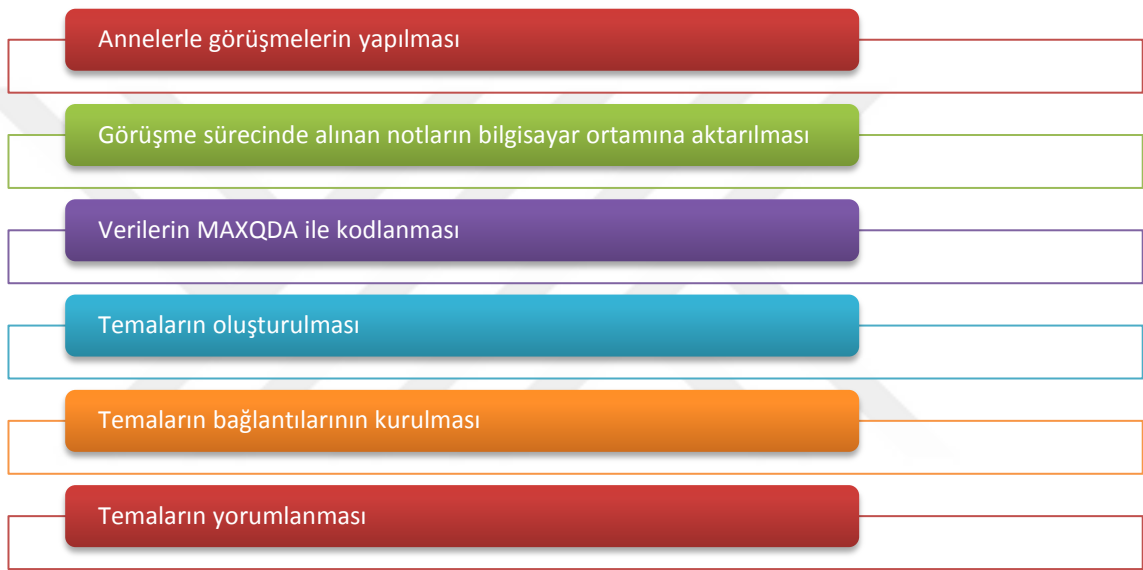 Annelerle görüşmelerin yapılması
Görüşme sürecinde alınan notların bilgisayar ortamına aktarılması
Verilerin MAXQDA ile kodlanması
Temaların oluşturulması
Temaların bağlantılarının kurulması
Temaların yorumlanması